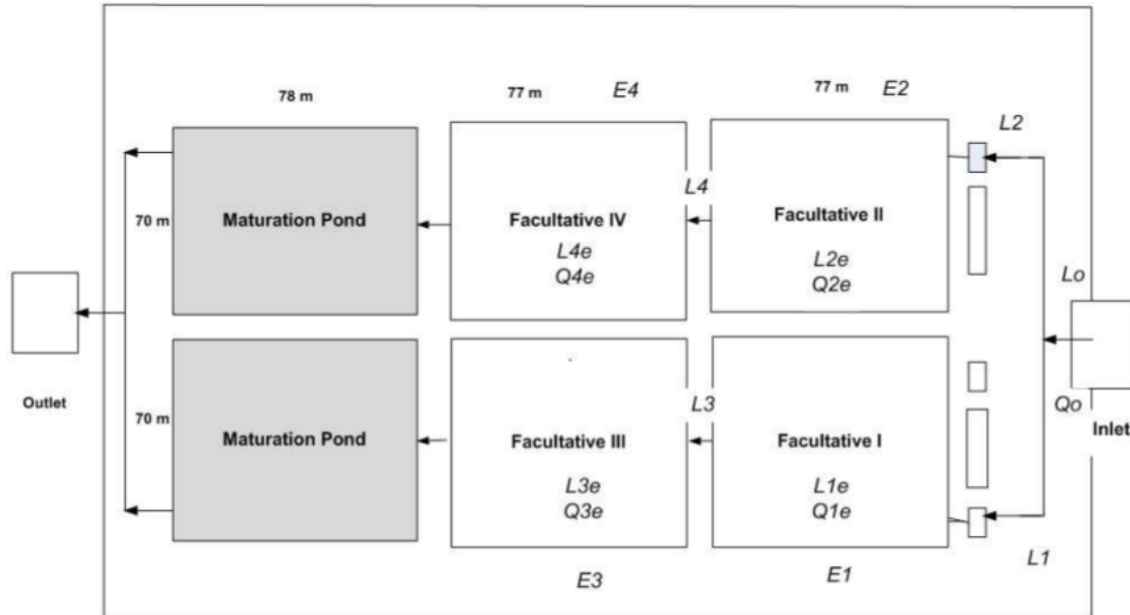 78 m
77 m
E4
77 m
E2
L2
70 m
Maturation Pond
Facultative IV
L4e
Q4e
L4
Facultative II
L2e
Q2e
Lo
Outlet
70 m
Maturation Pond
Facultative III
L3e
Q3e
L3
Facultative I
L1e
Q1e
Qo
Inlet
E3
E1
L1